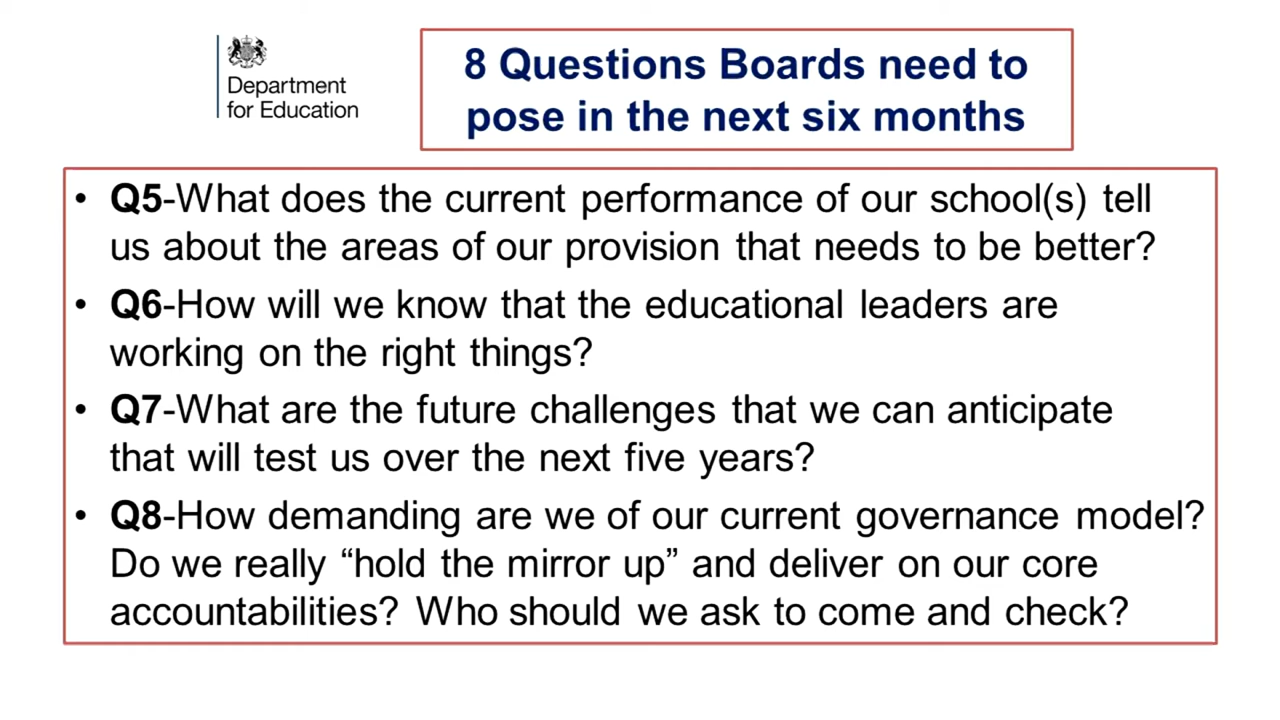 Department
for Education
8 Questions Boards need to
pose in the next six months
• Q5-What does the current performance of our school(s) tell
us about the areas of our provision that needs to be better?
• Q6-How will we know that the educational leaders are
working on the right things?
• Q7-What are the future challenges that we can anticipate
that will test us over the next five years?
• Q8-How demanding are we of our current governance model?
Do we really “hold the mirror up” and deliver on our core
accountabilities? Who should we ask to come and check?